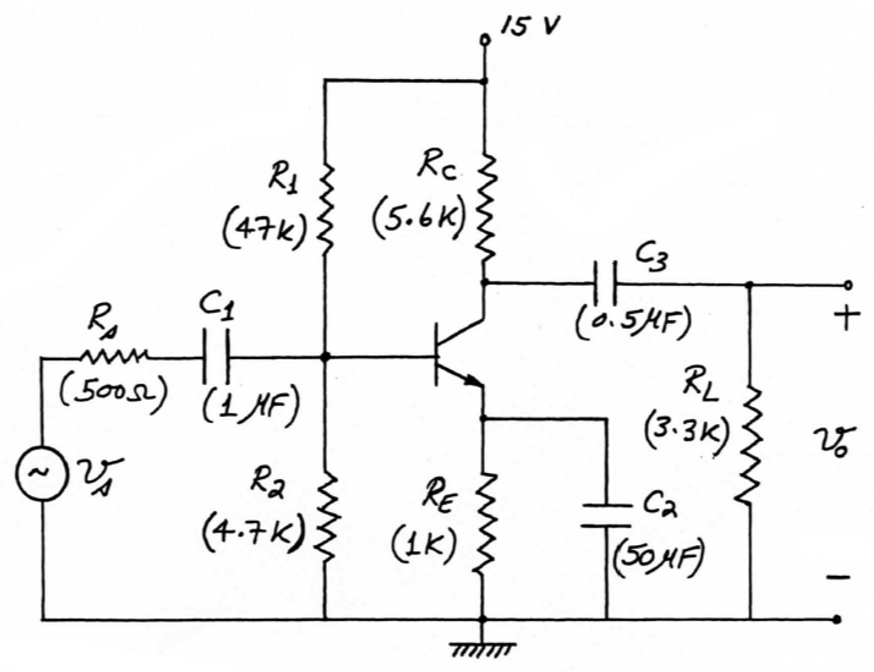 15 V
R1
(47K)
RC
(5.6K)
C3
(0.5μF)
Rs
(500Ω)
C1
(1μF)
RL
(3.3K)
+
vo
−
~
vs
R2
(4.7K)
RE
(1K)
C2
(50μF)